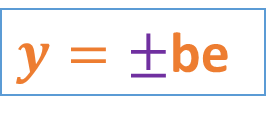 y = ±be